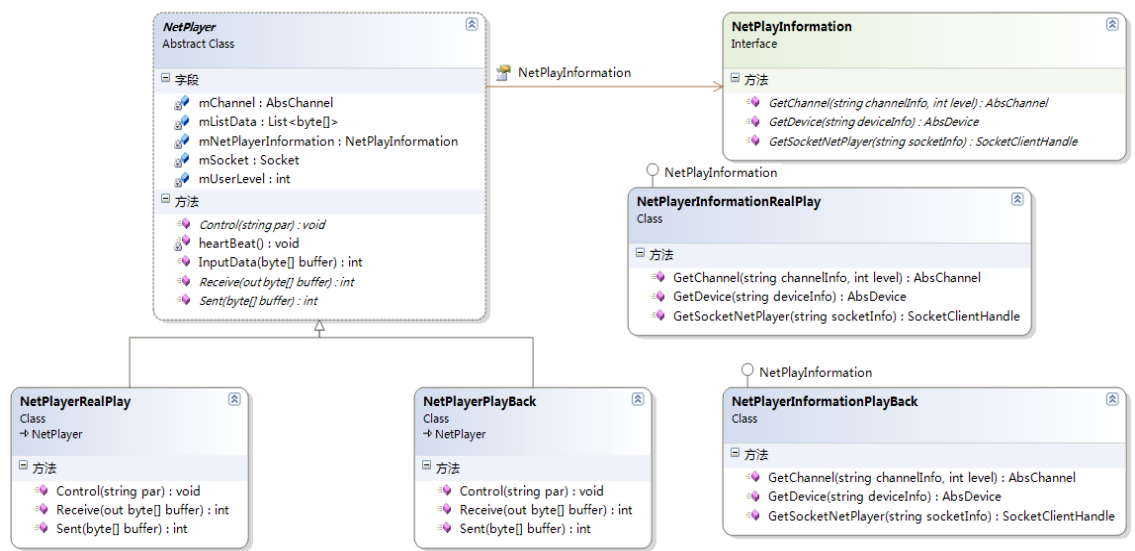 NetPlayer
Abstract Class
字段
mChannel : AbsChannel
mListData : List<byte[]>
mNetPlayerInformation : NetPlayInformation
mSocket : Socket
mUserLevel : int
方法
Control(string par) : void
heartBeat() : void
InputData(byte[] buffer) : int
Receive(out byte[] buffer) : int
Sent(byte[] buffer) : int
NetPlayInformation
NetPlayInformation
Interface
方法
GetChannel(string channelInfo, int level) : AbsChannel
GetDevice(string deviceInfo) : AbsDevice
GetSocketNetPlayer(string socketInfo) : SocketClientHandle
NetPlayInformation
NetPlayerInformationRealPlay
Class
方法
GetChannel(string channelInfo, int level) : AbsChannel
GetDevice(string deviceInfo) : AbsDevice
GetSocketNetPlayer(string socketInfo) : SocketClientHandle
NetPlayerRealPlay
Class
NetPlayer
方法
Control(string par) : void
Receive(out byte[] buffer) : int
Sent(byte[] buffer) : int
NetPlayerPlayBack
Class
NetPlayer
方法
Control(string par) : void
Receive(out byte[] buffer) : int
Sent(byte[] buffer) : int
NetPlayInformation
NetPlayerInformationPlayBack
Class
方法
GetChannel(string channelInfo, int level) : AbsChannel
GetDevice(string deviceInfo) : AbsDevice
GetSocketNetPlayer(string socketInfo) : SocketClientHandle